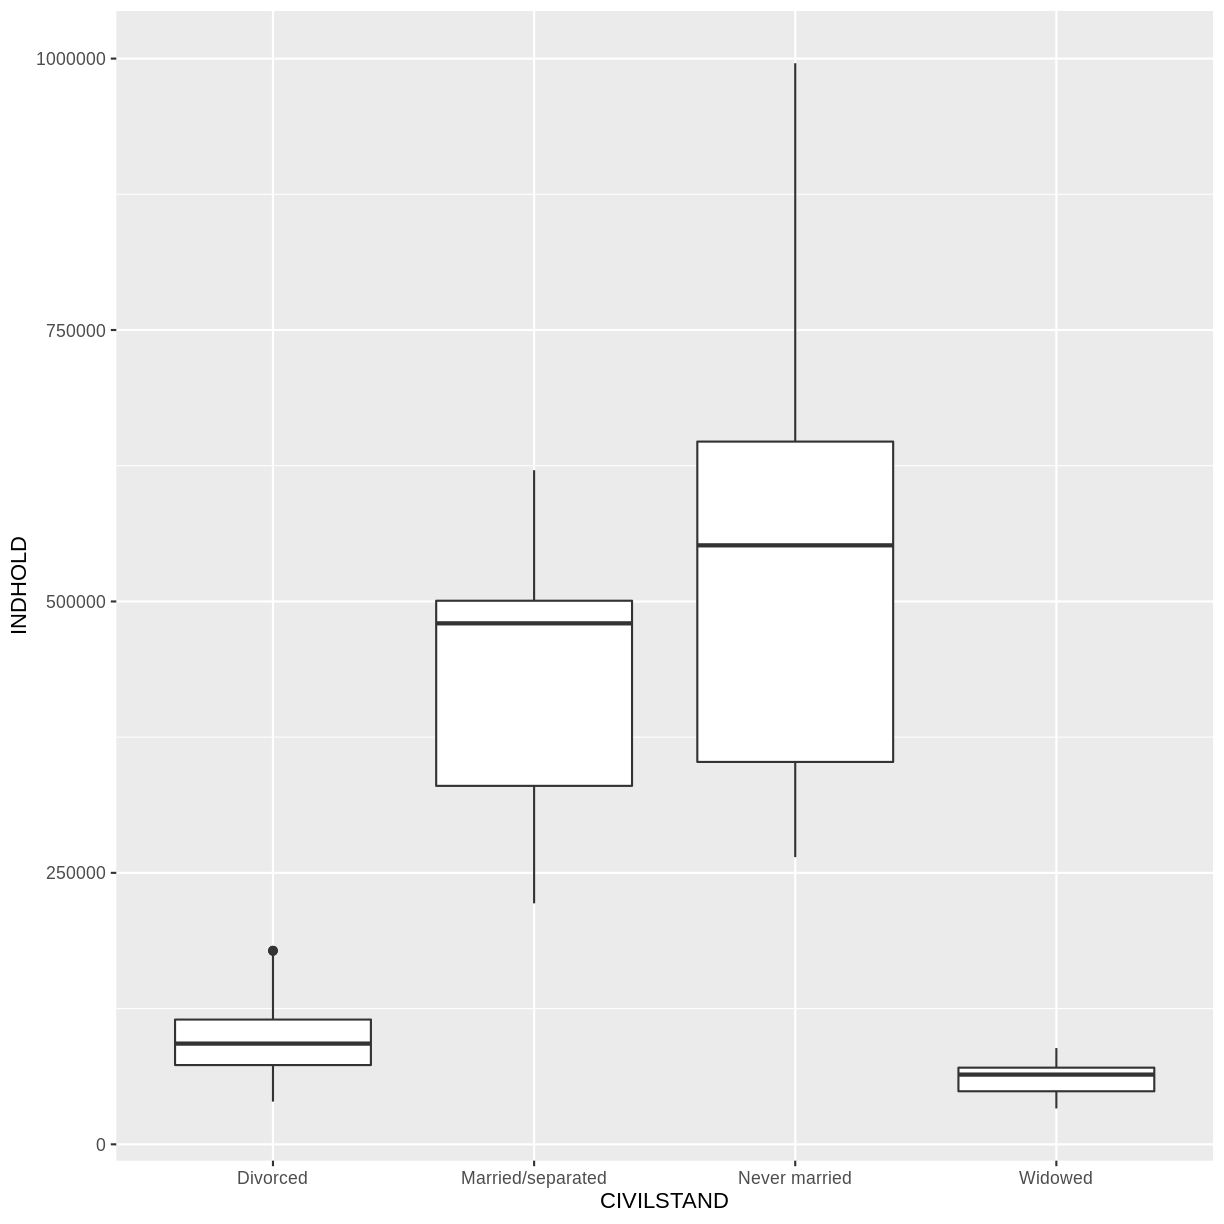 INDHOLD
1000000
750000
500000
250000
0
Divorced
Married/separated
Never married
Widowed
CIVILSTAND